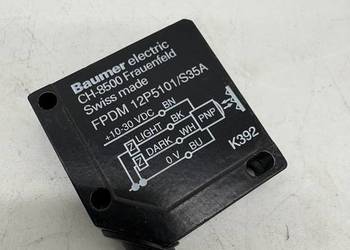 Baumer electric
CH-8500 Frauenfeld
Swiss made
FPDM 12P5101/S35A
+10-30 VDC BN
LIGHT BK
DARK WH
0 V BU
PNP
K392